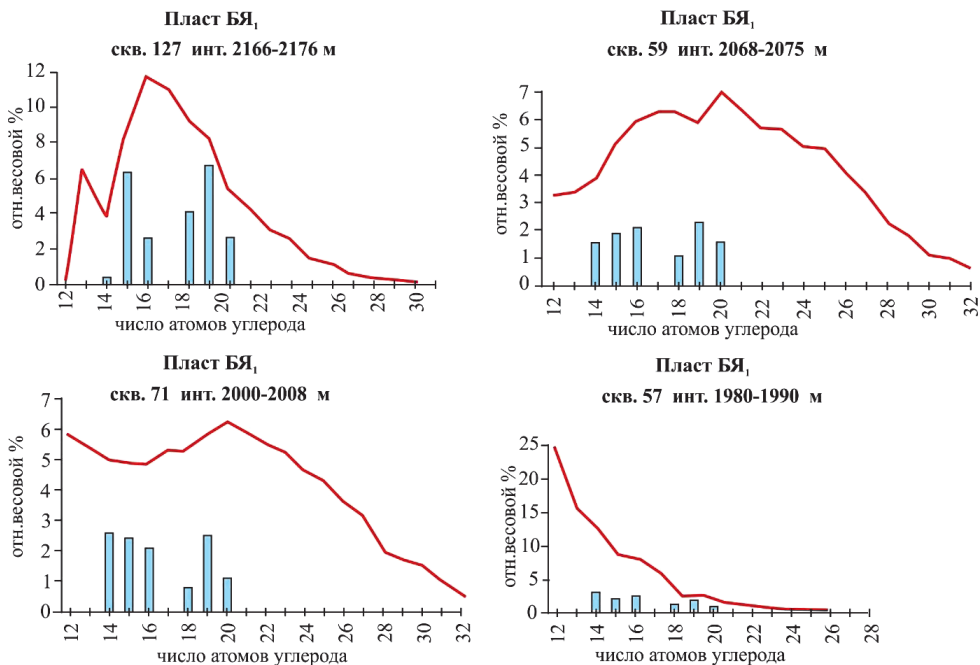 Пласт БЯ₁
скв. 127 инт. 2166-2176 м
отн.весовой %
12
10
8
6
4
2
0
12 14 16 18 20 22 24 26 28 30
число атомов углерода
Пласт БЯ₁
скв. 59 инт. 2068-2075 м
отн.весовой %
7
6
5
4
3
2
1
0
12 14 16 18 20 22 24 26 28 30 32
число атомов углерода
Пласт БЯ₁
скв. 71 инт. 2000-2008 м
отн.весовой %
7
6
5
4
3
2
1
0
12 14 16 18 20 22 24 26 28 30 32
число атомов углерода
Пласт БЯ₁
скв. 57 инт. 1980-1990 м
отн.весовой %
25
20
15
10
5
0
12 14 16 18 20 22 24 26 28
число атомов углерода